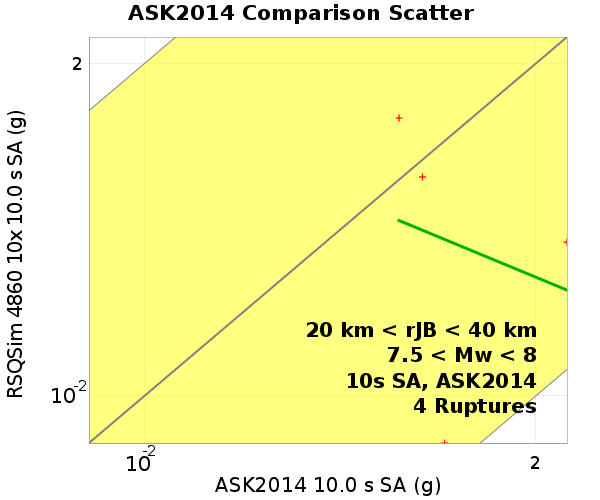 ASK2014 Comparison Scatter
RSQSim 4860 10x 10.0 s SA (g)
2
10-2
20 km < rJB < 40 km
7.5 < Mw < 8
10s SA, ASK2014
4 Ruptures
10-2
2
ASK2014 10.0 s SA (g)